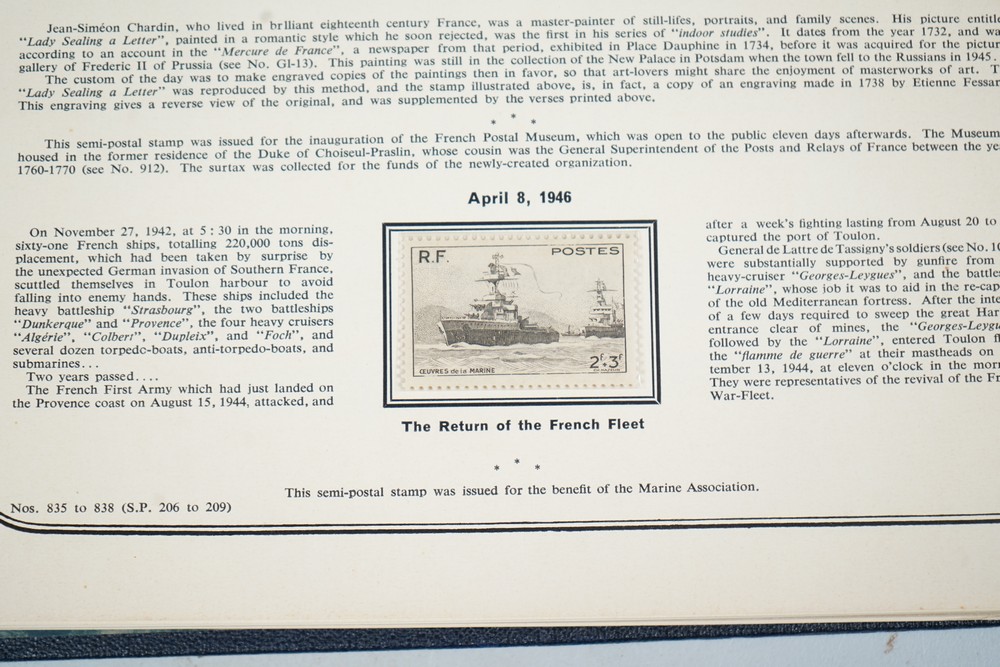 Jean-Siméon Chardin, who lived in brlliant eighteenth century France, was a master-painter of still-lifes, portraits, and family scenes. His picture
"Lady Sealing a Letter", painted in a romantic style which he soon rejected, was the first in his series of "indoor studies". It dates from the year 1732, and
according to an account in the "Mercure de France", a newspaper from that period, exhibited in Place Dauphine in 1734, before it was acquired for the
gallery of Frederic II of Prussia (see No. Gl-13). This painting was still in the collection of the New Palace in Potsdam when the town fell to the Russians in 1945.
The custom of the day was to make engraved copies of the paintings then in favor, so that art-lovers might share the enjoyment of masterworks of art.
"Lady Sealing a Letter" was reproduced by this method, and the stamp illustrated above, is, in fact, a copy of an engraving made in 1738 by Etienne
This engraving gives a reverse view of the original, and was supplemented by the verses printed above.
* * *
This semi-postal stamp was issued for the inauguration of the French Postal Museum, which was open to the public eleven days afterwards. The Museum
housed in the former residence of the Duke of Choiseul-Praslin, whose cousin was the General Superintendent of the Posts and Relays of France between the
1760-1770 (see No. 912). The surtax was collected for the funds of the newly-created organization.
April 8, 1946
On November 27, 1942, at 5:30 in the morning,
sixty-one French ships, totalling 220,000 tons dis-
placement, which had been taken by surprise by
the unexpected German invasion of Southern France,
scuttled themselves in Toulon harbour to avoid
falling into enemy hands. These ships included the
heavy battleship "Strasbourg", the two battleships
"Dunkerque" and "Provence", the four heavy cruisers
"Algérie", "Colbert", "Dupleix", and "Foch", and
several dozen torpedc-boats, anti-torpedo-boats, and
submarines...
Two years passed....
The French First Army which had just landed on
the Provence coast on August 15, 1944, attacked, and
R.F. POSTES
ŒUVRES de la MARINE
2F+3F
The Return of the French Fleet
after a week's fighting lasting from August 20 to
captured the port of Toulon.
General de Lattre de Tassigny's soldiers (see No.
were substantially supported by gunfire from
heavy-cruiser "Georges-Leygues", and the
"Lorraine", whose job it was to aid in the
of the old Mediterranean fortress. After the
of a few days required to sweep the great
entrance clear of mines, the
followed by the "Lorraine", entered Toulon
the "flamme de guerre" at their mastheads on
tember 13, 1944, at eleven o'clock in the
They were representatives of the revival of the
War-Fleet.
* * *
This semi-postal stamp was issued for the benefit of the Marine Association.
Nos. 835 to 838 (S.P. 206 to 209)